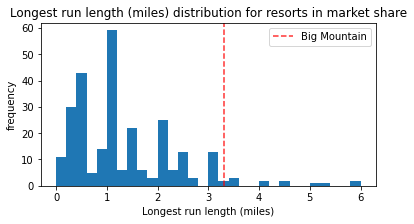 Longest run length (miles) distribution for resorts in market share
Big Mountain
frequency
60
50
40
30
20
10
0
0 1 2 3 4 5 6
Longest run length (miles)